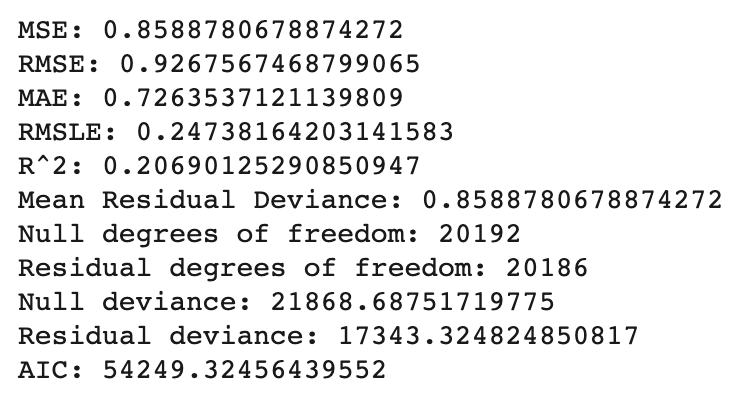 MSE: 0.8588780678874272
RMSE: 0.9267567468799065
MAE: 0.7263537121139809
RMSLE: 0.24738164203141583
R^2: 0.20690125290850947
Mean Residual Deviance: 0.8588780678874272
Null degrees of freedom: 20192
Residual degrees of freedom: 20186
Null deviance: 21868.68751719775
Residual deviance: 17343.324824850817
AIC: 54249.32456439552